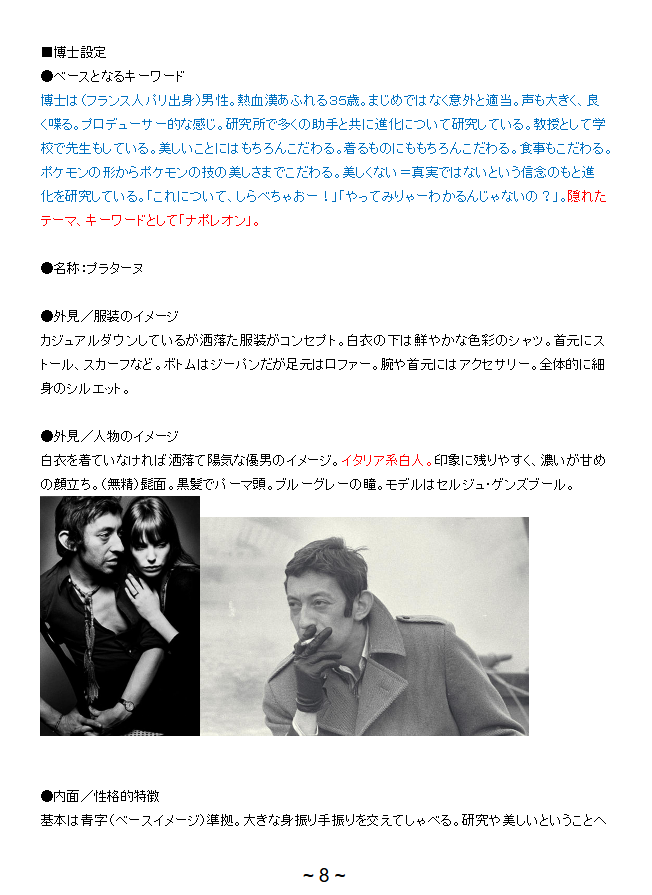 ■博士設定
●ベースとなるキーワード
博士は（フランス人パリ出身）男性。熱血漢あふれる３５歳。まじめではなく意外と適当。声も大きく、良
く喋る。プロデューサー的な感じ。研究所で多くの助手と共に進化について研究している。教授として学
校で先生もしている。美しいことにはもちろんこだわる。着るものにももちろんこだわる。食事もこだわる。
ポケモンの形からポケモンの技の美しさまでこだわる。美しくない＝真実ではないという信念のもと進
化を研究している。「これについて、しらべちゃおー！」「やってみりゃーわかるんじゃないの？」。隠れた
テーマ、キーワードとして「ナポレオン」。
●名称：プラターヌ
●外見／服装のイメージ
カジュアルダウンしているが洒落た服装がコンセプト。白衣の下は鮮やかな色彩のシャツ。首元にス
トール、スカーフなど。ボトムはジーパンだが足元はロファー。腕や首元にはアクセサリー。全体的に細
身のシルエット。
●外見／人物のイメージ
白衣を着ていなければ洒落て陽気な優男のイメージ。イタリア系白人。印象に残りやすく、濃いが甘め
の顔立ち。（無精）髭面。黒髪でパーマ頭。ブルーグレーの瞳。モデルはセルジュ・ゲンズブール。
●内面／性格的特徴
基本は青字（ベースイメージ）準拠。大きな身振り手振りを交えてしゃべる。研究や美しいということへ
~ 8 ~